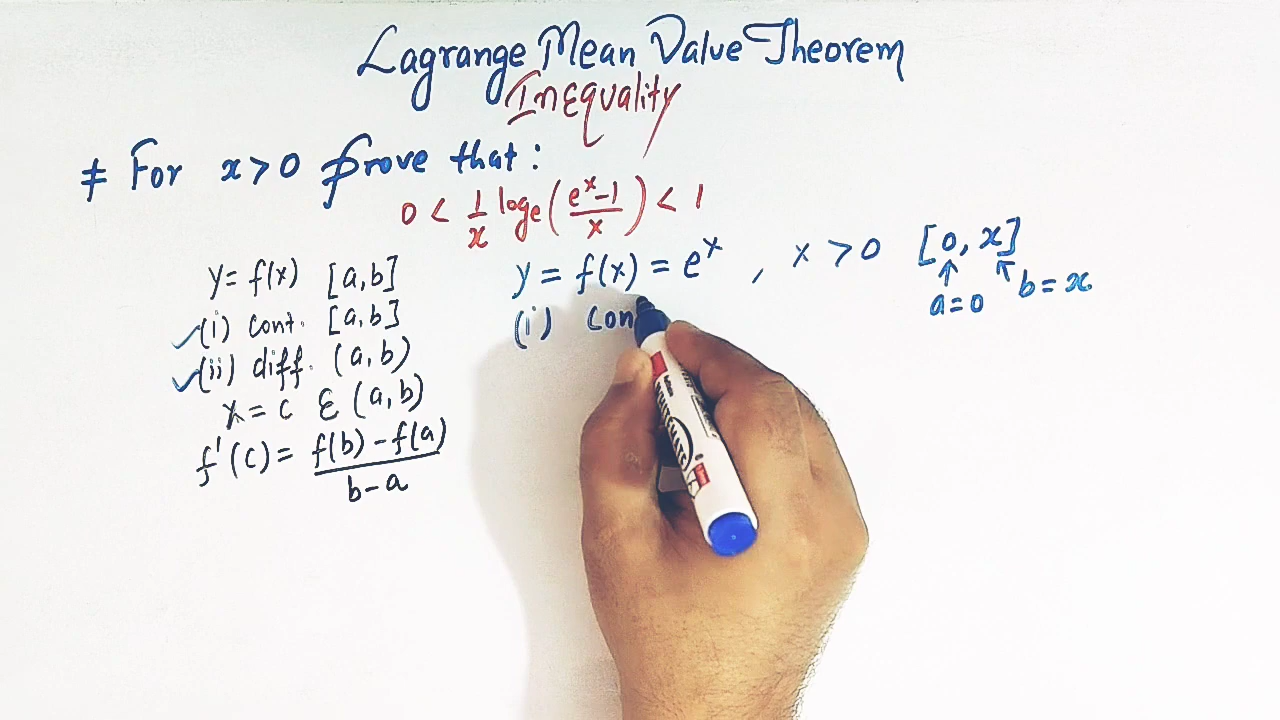 Lagrange Mean Value Theorem
Inequality
≠ For x > 0 Prove that :
0 < 1/x loge((e^x-1)/x) < 1
y = f(x) [a,b]
✓(i) cont. [a,b]
✓(ii) diff. (a,b)
x = c ε (a,b)
f'(c) = (f(b) - f(a))/(b-a)
y = f(x) = e^x , x > 0 [0, x]
a=0 b=x
(i) Con